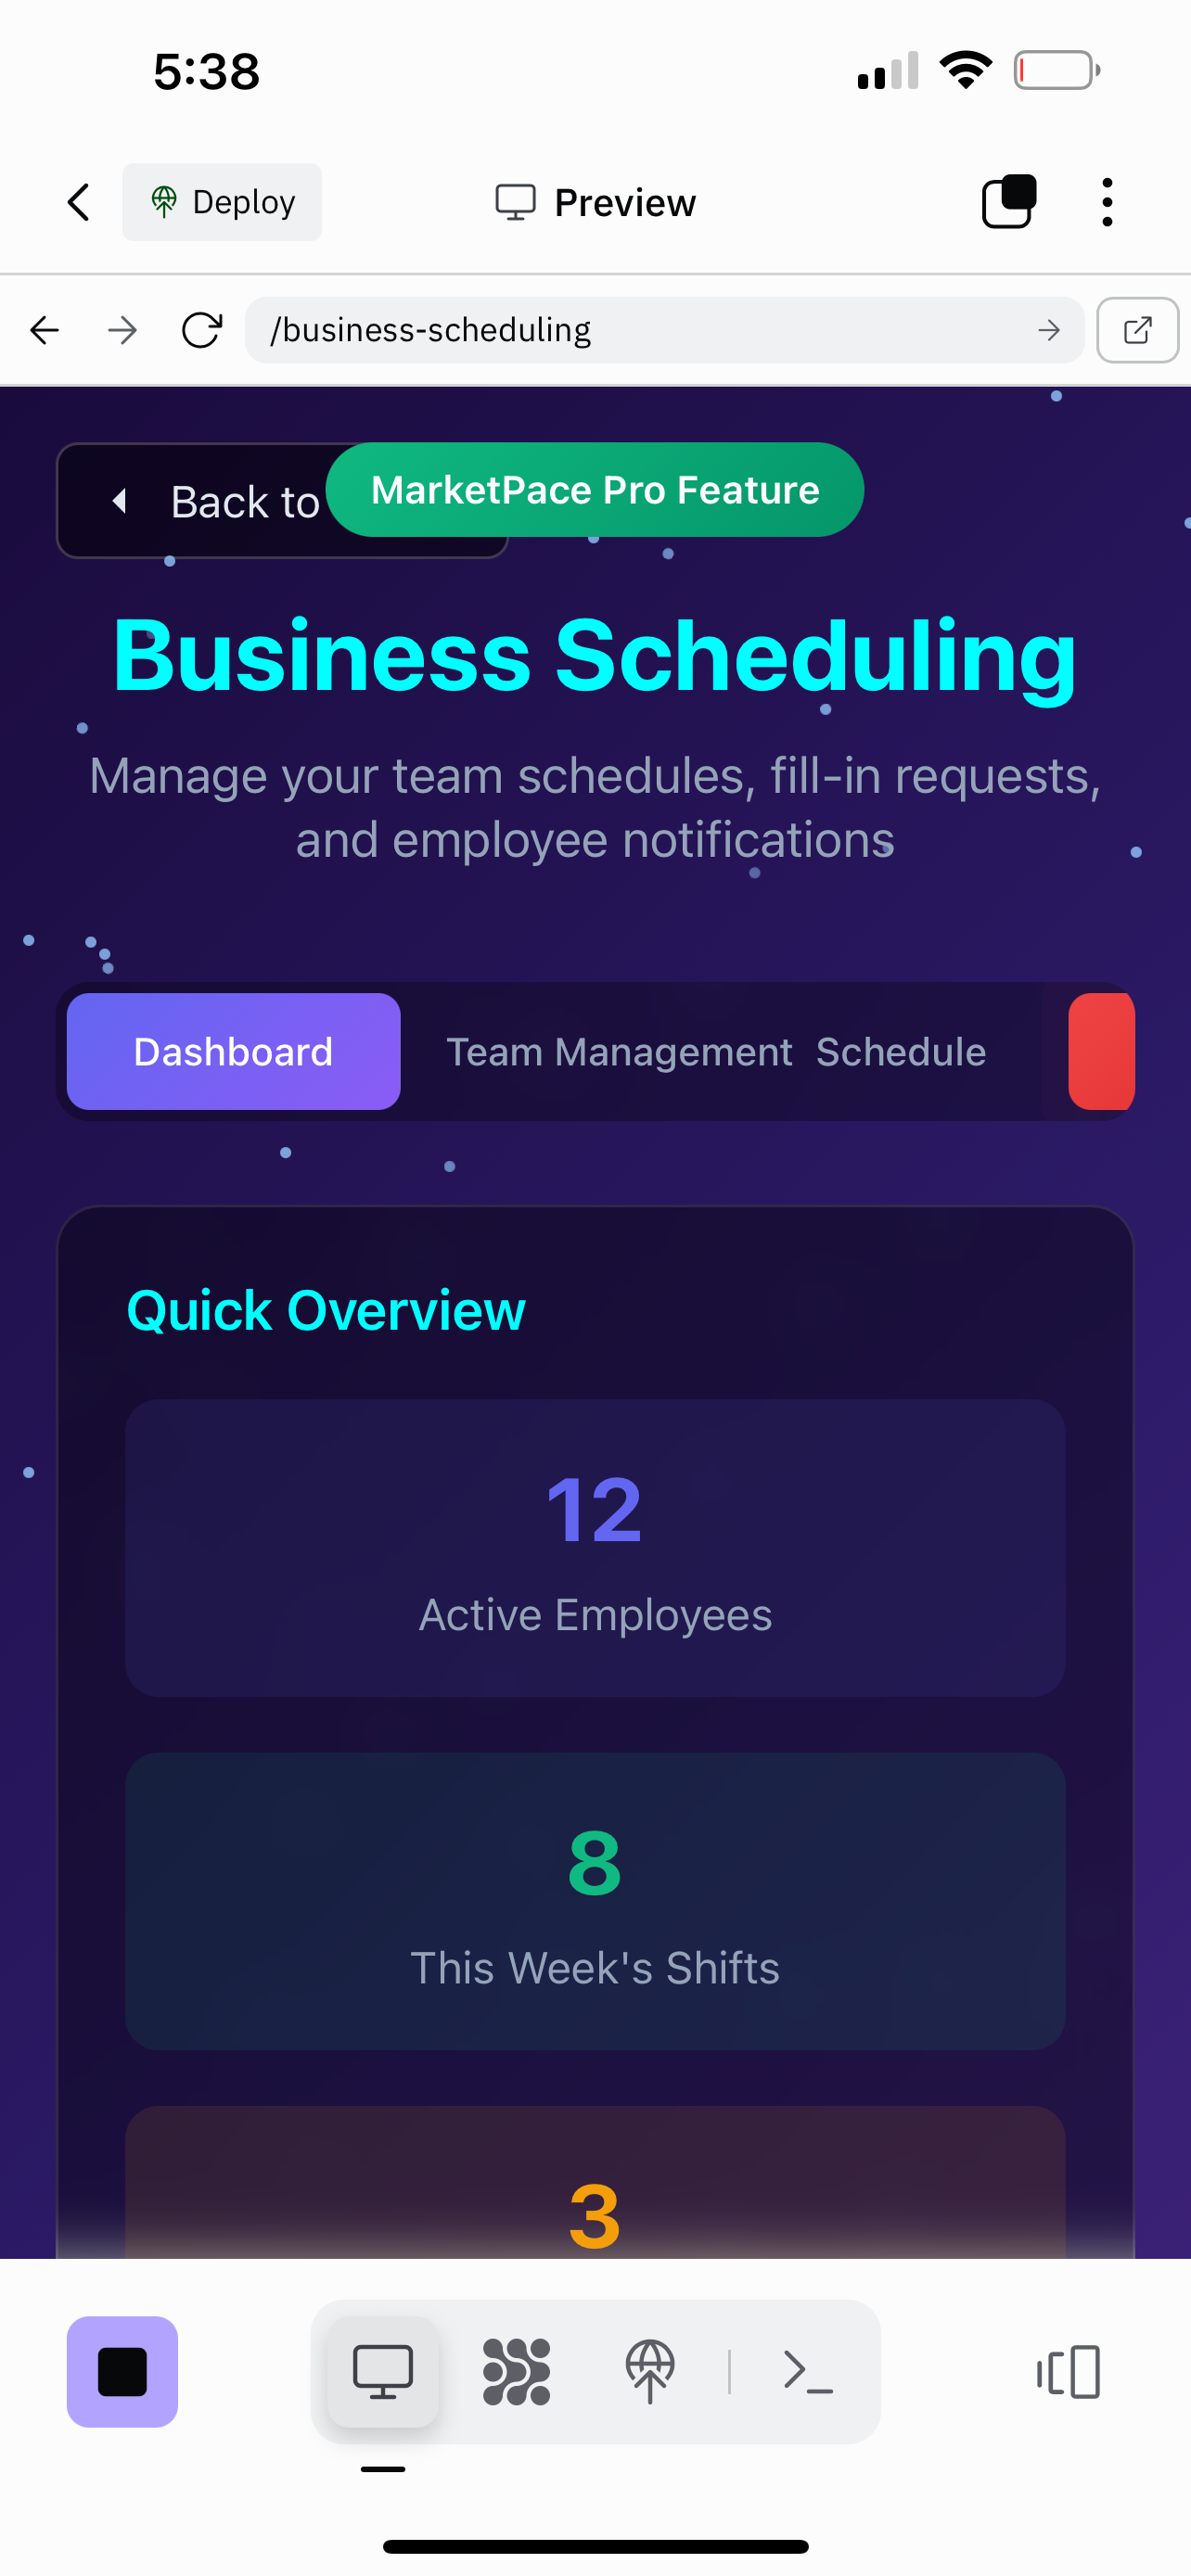 5:38
Deploy
Preview
/business-scheduling
Back to
MarketPace Pro Feature
Business Scheduling
Manage your team schedules, fill-in requests,
and employee notifications
Dashboard Team Management Schedule
Quick Overview
12
Active Employees
8
This Week's Shifts
3